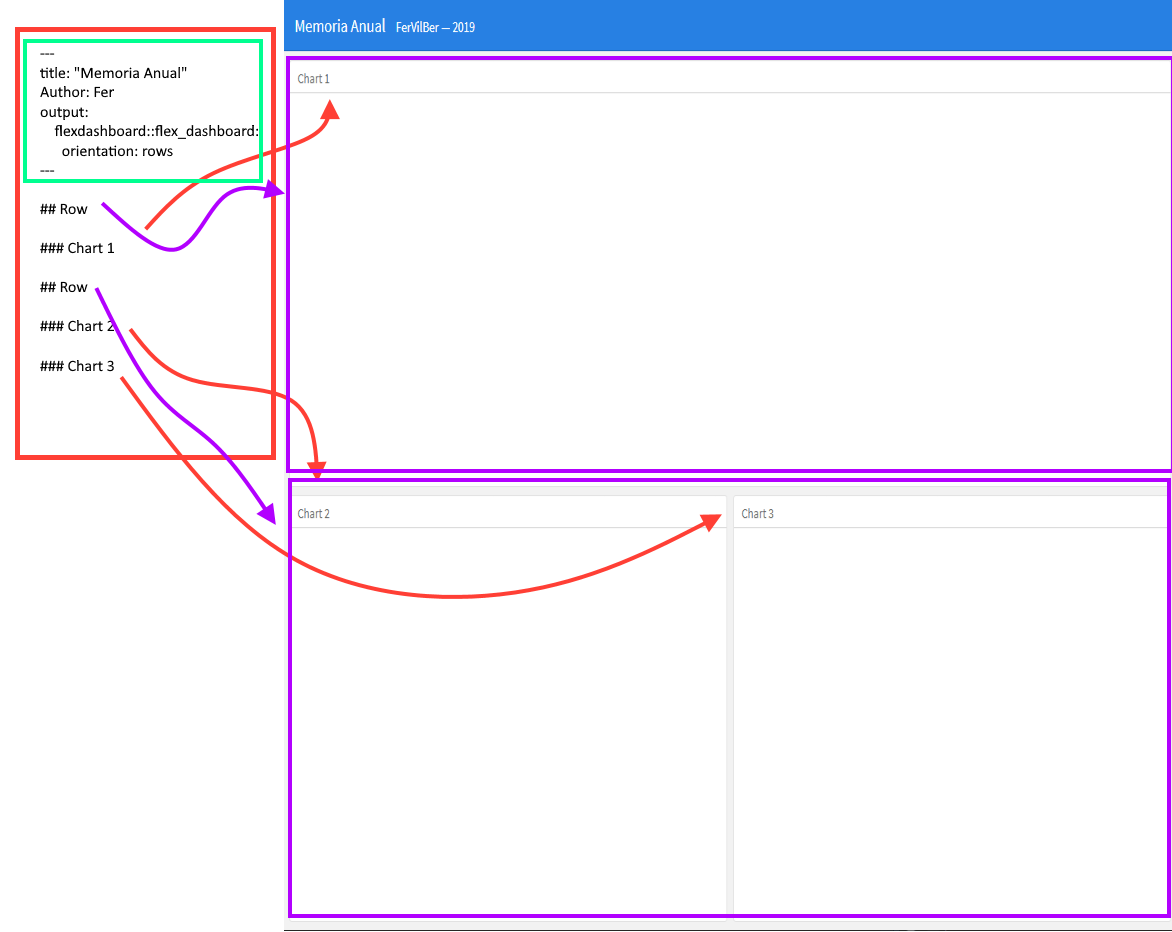 ---
title: "Memoria Anual"
Author: Fer
output:
flexdashboard::flex_dashboard:
orientation: rows
---
## Row
### Chart 1
## Row
### Chart 2
### Chart 3
Memoria Anual FerVilBer — 2019
Chart 1
Chart 2
Chart 3